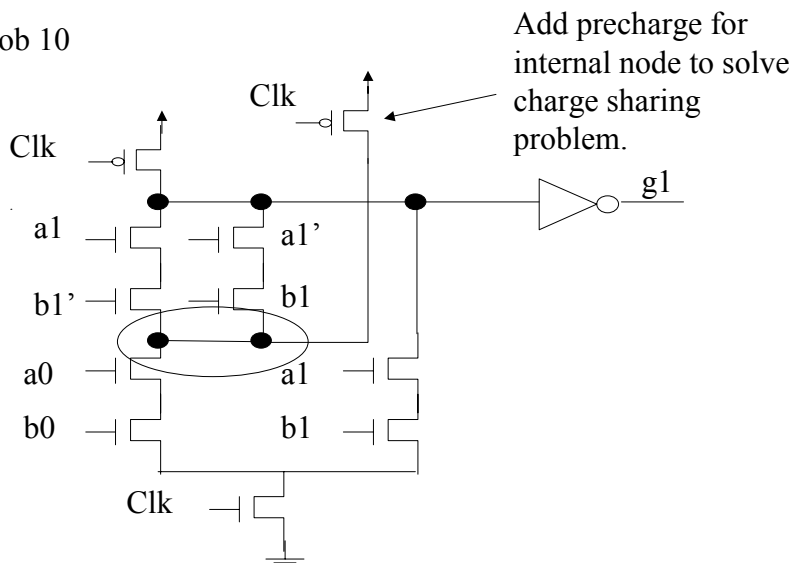 ob 10
Add precharge for
internal node to solve
charge sharing
problem.
Clk
Clk
g1
a1
a1’
b1’
b1
a0
a1
b0
b1
Clk